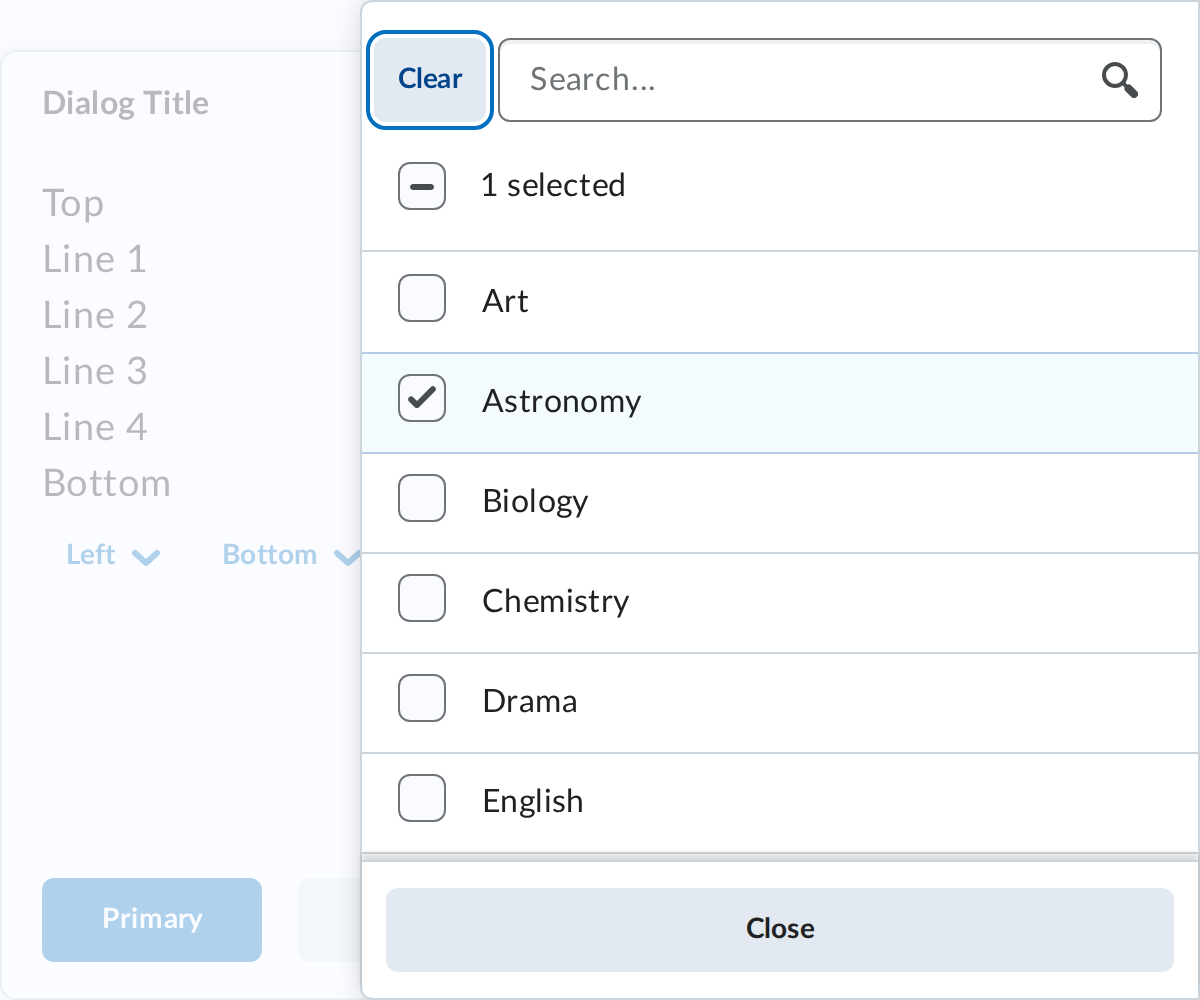 Dialog Title
Top
Line 1
Line 2
Line 3
Line 4
Bottom
Left
Bottom
Primary
Clear
Search...
1 selected
Art
Astronomy
Biology
Chemistry
Drama
English
Close